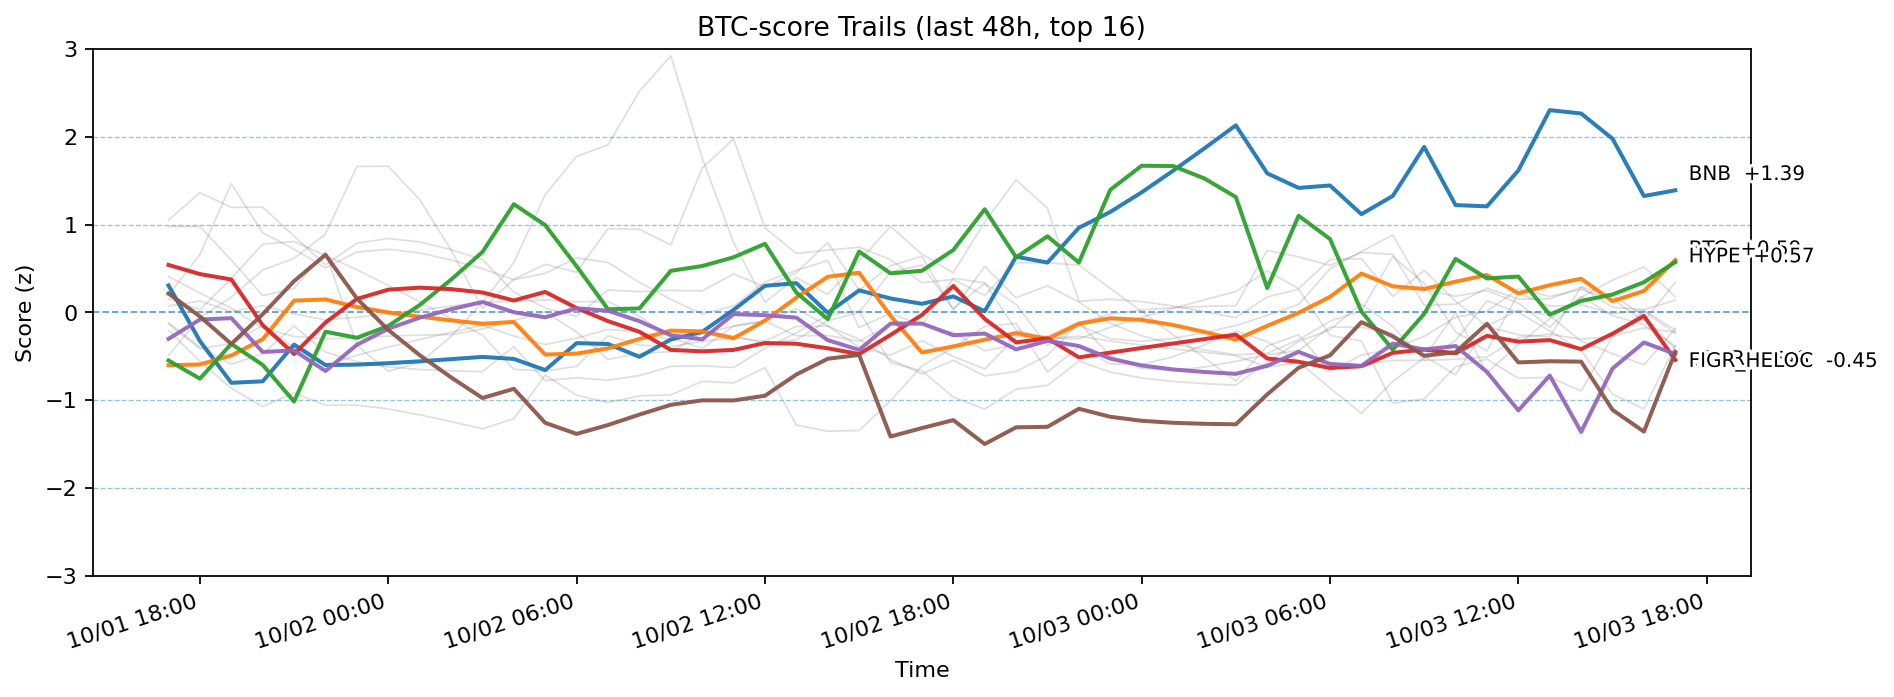 BTC-score Trails (last 48h, top 16)
3
2
1
0
−1
−2
−3
Score (z)
BNB +1.39
HYPE +0.57
FIGR_HELOC -0.45
10/01 18:00
10/02 00:00
10/02 06:00
10/02 12:00
10/02 18:00
10/03 00:00
10/03 06:00
10/03 12:00
10/03 18:00
Time